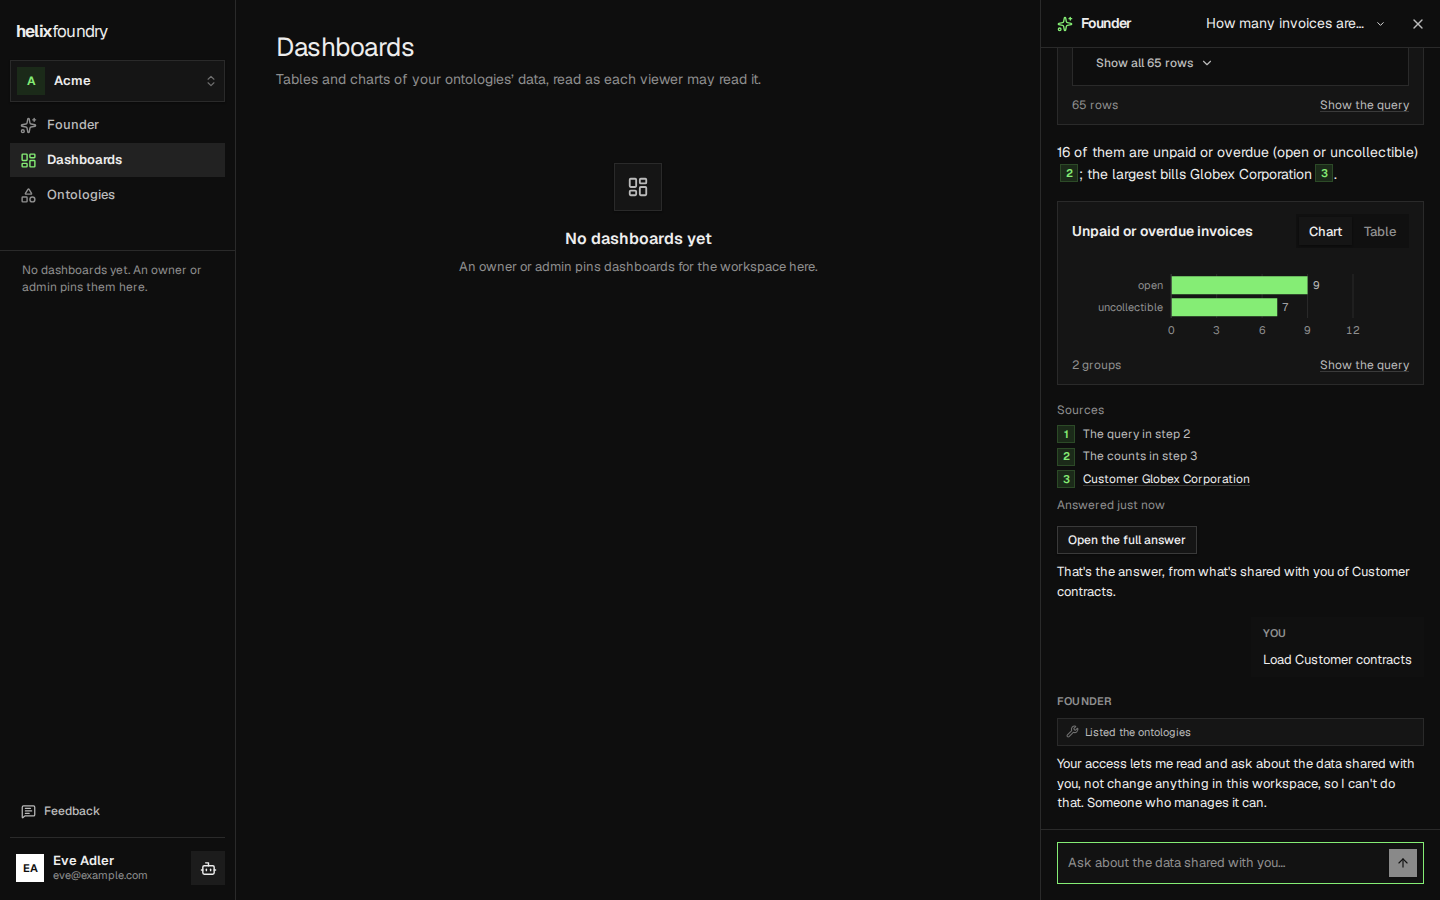 helixfoundry
A
Acme
Founder
Dashboards
Ontologies
No dashboards yet. An owner or
admin pins them here.
Feedback
EA
Eve Adler
eve@example.com
Dashboards
Tables and charts of your ontologies' data, read as each viewer may read it.
No dashboards yet
An owner or admin pins dashboards for the workspace here.
Founder
How many invoices are...
Show all 65 rows
65 rows
Show the query
16 of them are unpaid or overdue (open or uncollectible)
2 ; the largest bills Globex Corporation 3 .
Unpaid or overdue invoices
Chart
Table
open
9
uncollectible
7
0 3 6 9 12
2 groups
Show the query
Sources
1 The query in step 2
2 The counts in step 3
3 Customer Globex Corporation
Answered just now
Open the full answer
That's the answer, from what's shared with you of Customer
contracts.
YOU
Load Customer contracts
FOUNDER
Listed the ontologies
Your access lets me read and ask about the data shared with
you, not change anything in this workspace, so I can't do
that. Someone who manages it can.
Ask about the data shared with you...